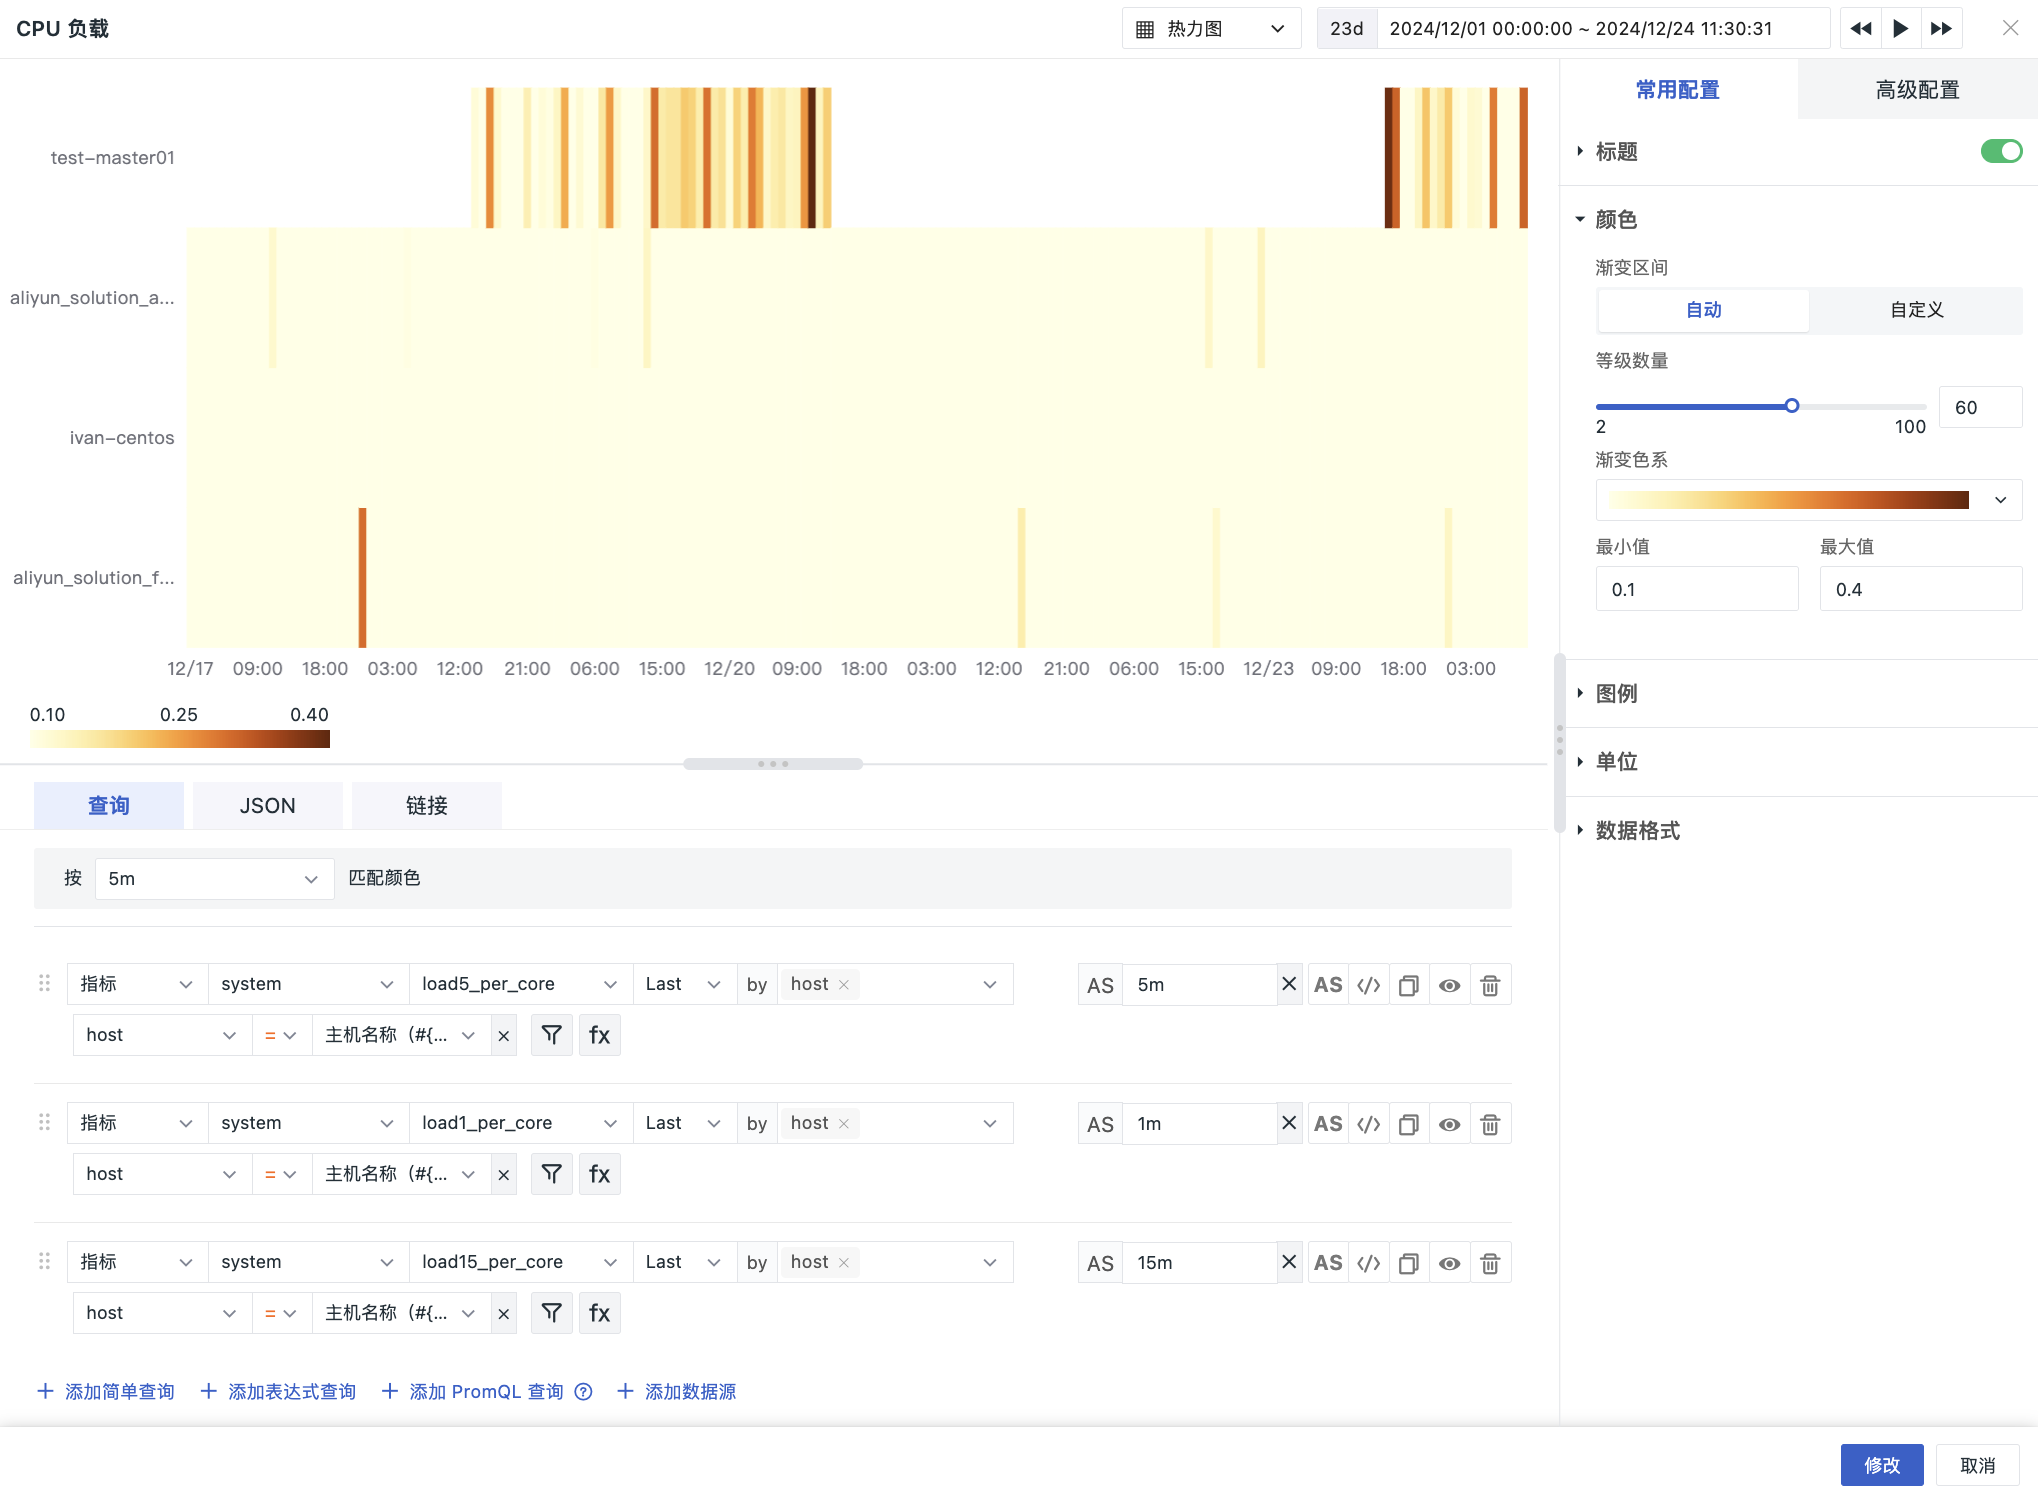 CPU 负载
热力图
23d
2024/12/01 00:00:00 ~ 2024/12/24 11:30:31
test-master01
aliyun_solution_a...
ivan-centos
aliyun_solution_f...
12/17 09:00 18:00 03:00 12:00 21:00 06:00 15:00 12/20 09:00 18:00 03:00 12:00 21:00 06:00 15:00 12/23 09:00 18:00 03:00
0.10 0.25 0.40
常用配置
高级配置
标题
颜色
渐变区间
自动
自定义
等级数量
60
2 100
渐变色系
最小值 最大值
0.1 0.4
图例
单位
数据格式
查询
JSON
链接
按 5m 匹配颜色
指标 system load5_per_core Last by host × AS 5m AS </>
host = 主机名称（#{... × fx
指标 system load1_per_core Last by host × AS 1m AS </>
host = 主机名称（#{... × fx
指标 system load15_per_core Last by host × AS 15m AS </>
host = 主机名称（#{... × fx
+ 添加简单查询 + 添加表达式查询 + 添加 PromQL 查询 ? + 添加数据源
修改
取消